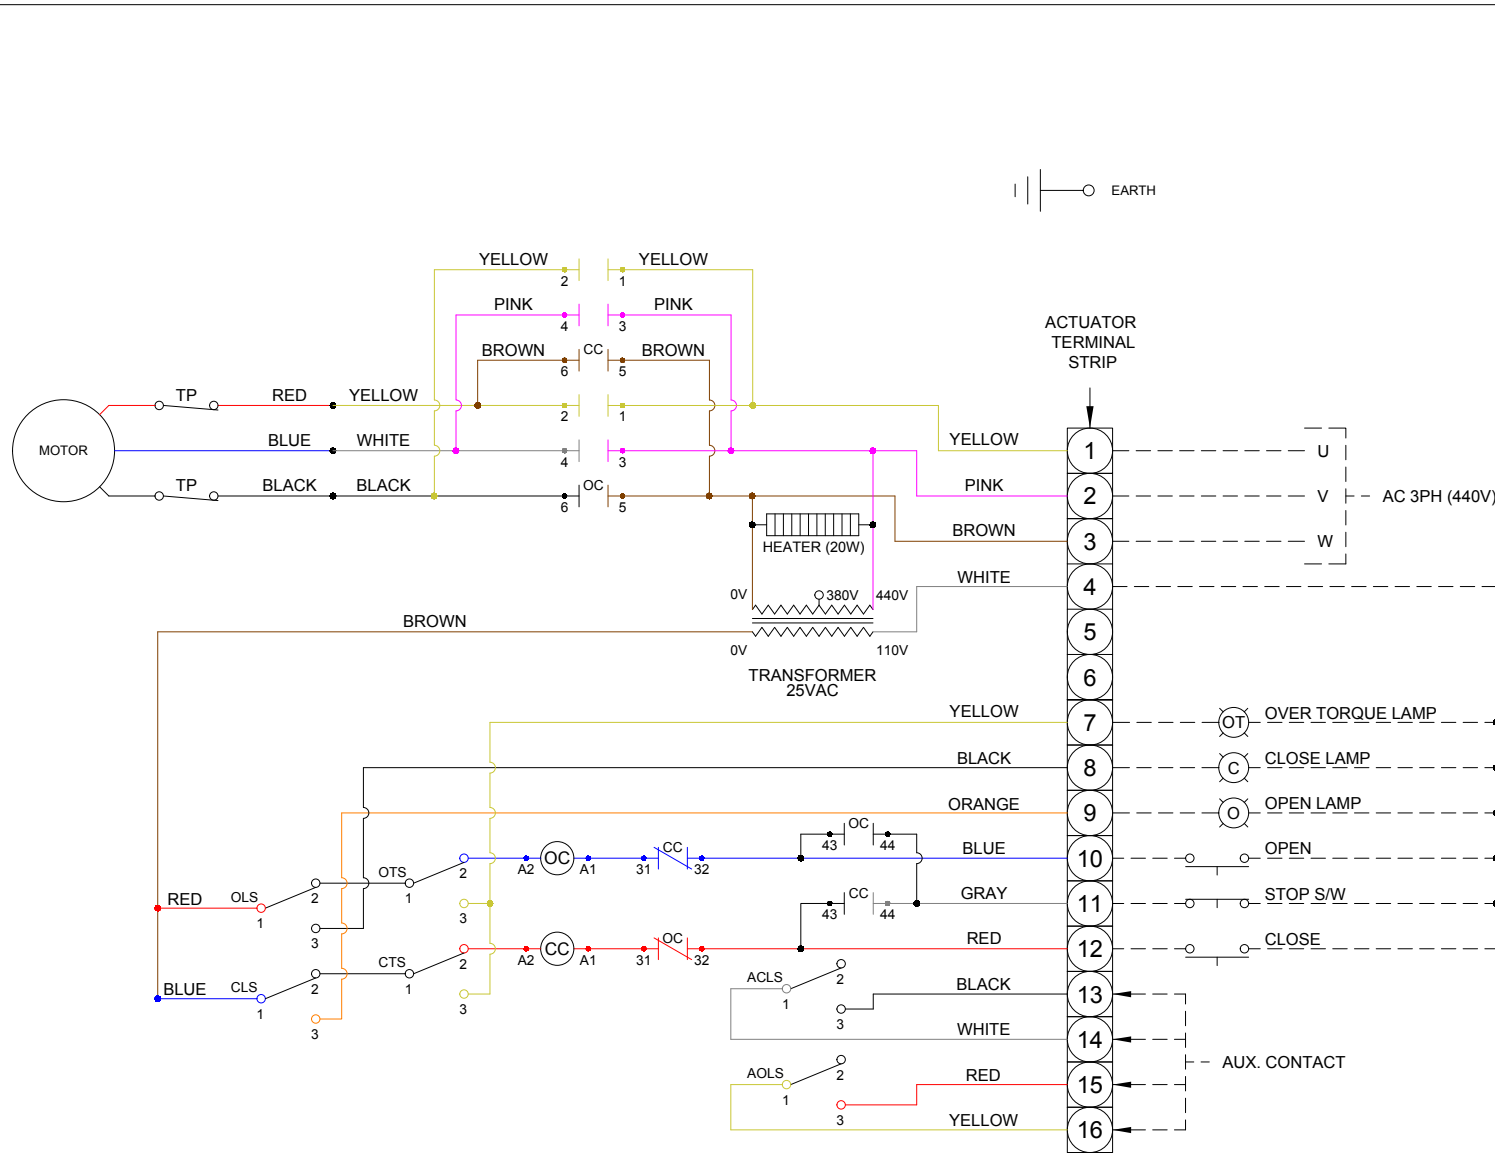 EARTH
YELLOW YELLOW
2 1
PINK PINK
4 3
BROWN CC BROWN
6 5
ACTUATOR
TERMINAL
STRIP
TP RED YELLOW
2 1
MOTOR
BLUE WHITE
4 3
YELLOW 1 U
TP BLACK BLACK OC
6 5
PINK 2 V AC 3PH (440V)
HEATER (20W)
BROWN 3 W
WHITE 4
0V 380V 440V
BROWN
5
0V 110V
TRANSFORMER
25VAC
6
YELLOW 7 OT OVER TORQUE LAMP
BLACK 8 C CLOSE LAMP
ORANGE 9 O OPEN LAMP
OC
43 44
OTS 2 A2 OC A1 31 CC 32 BLUE 10 OPEN
RED OLS 2 1
1 3
3
CC
43 44
GRAY 11 STOP S/W
CTS 2 A2 CC A1 31 OC 32 RED 12 CLOSE
BLUE CLS 2 1
1 3
3
ACLS 2
1
3
BLACK 13
WHITE 14
AOLS 2
1
3
RED 15
YELLOW 16
AUX. CONTACT